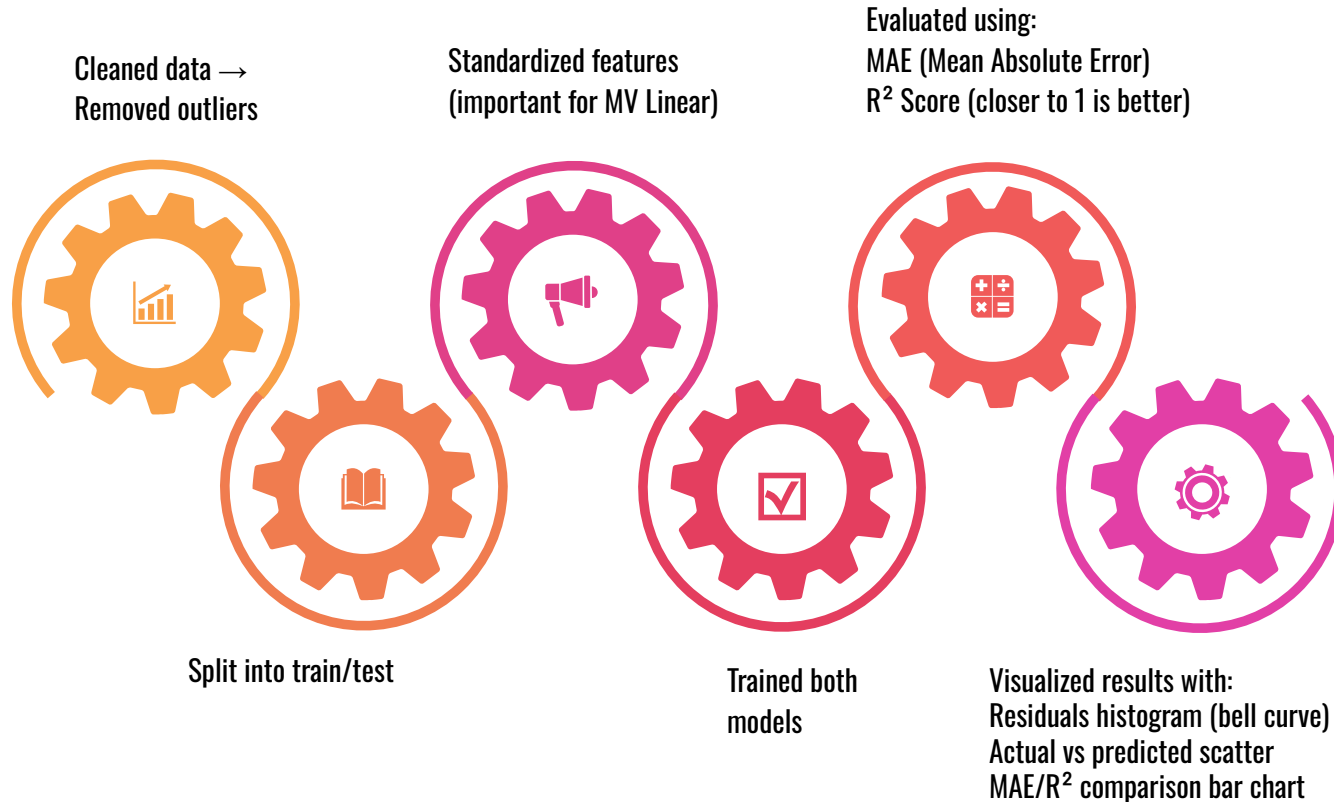 Cleaned data →
Removed outliers
Split into train/test
Standardized features
(important for MV Linear)
Trained both
models
Evaluated using:
MAE (Mean Absolute Error)
R² Score (closer to 1 is better)
Visualized results with:
Residuals histogram (bell curve)
Actual vs predicted scatter
MAE/R² comparison bar chart